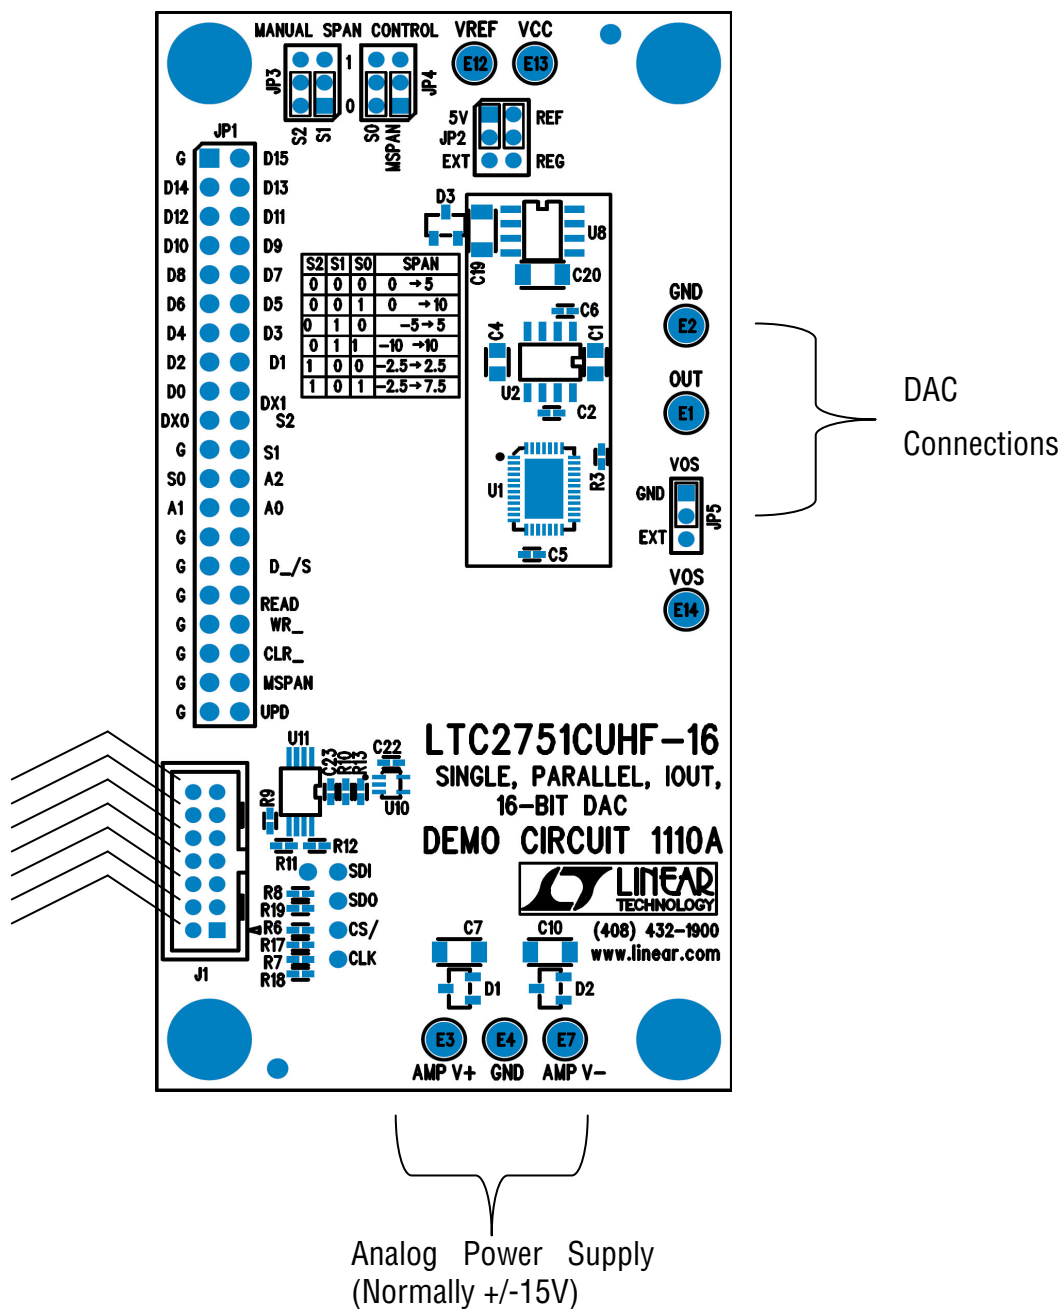 MANUAL SPAN CONTROL
VREF VCC
E12 E13
JP3 1 JP4
0
S2 S1 S0 MSPAN
5V REF
JP2
EXT REG
JP1
G D15
D14 D13
D12 D11
D10 D9
D8 D7
D6 D5
D4 D3
D2 D1
D0 DX1
DX0 S2
G S1
S0 A2
A1 A0
G
G D_/S
G READ
G WR_
G CLR_
G MSPAN
G UPD
D3
U8
C19 C20
S2 S1 S0 SPAN
0 0 0 0 →5
0 0 1 0 →10
0 1 0 -5→5
0 1 1 -10 →10
1 0 0 -2.5→2.5
1 0 1 -2.5→7.5
C6
C4 C1
U2
C2
U1 R3
C5
GND
E2
OUT
E1
VOS
GND
JP5
EXT
VOS
E14
DAC
Connections
U11
C23 R10 R13
C22
U10
R9
R11 R12
SDI
R8 SDO
R19
R6 CS/
R17
R7 CLK
R18
J1
LTC2751CUHF-16
SINGLE, PARALLEL, IOUT,
16-BIT DAC
DEMO CIRCUIT 1110A
LINEAR
TECHNOLOGY
(408) 432-1900
www.linear.com
C7 C10
D1 D2
E3 E4 E7
AMP V+ GND AMP V-
Analog Power Supply
(Normally +/-15V)